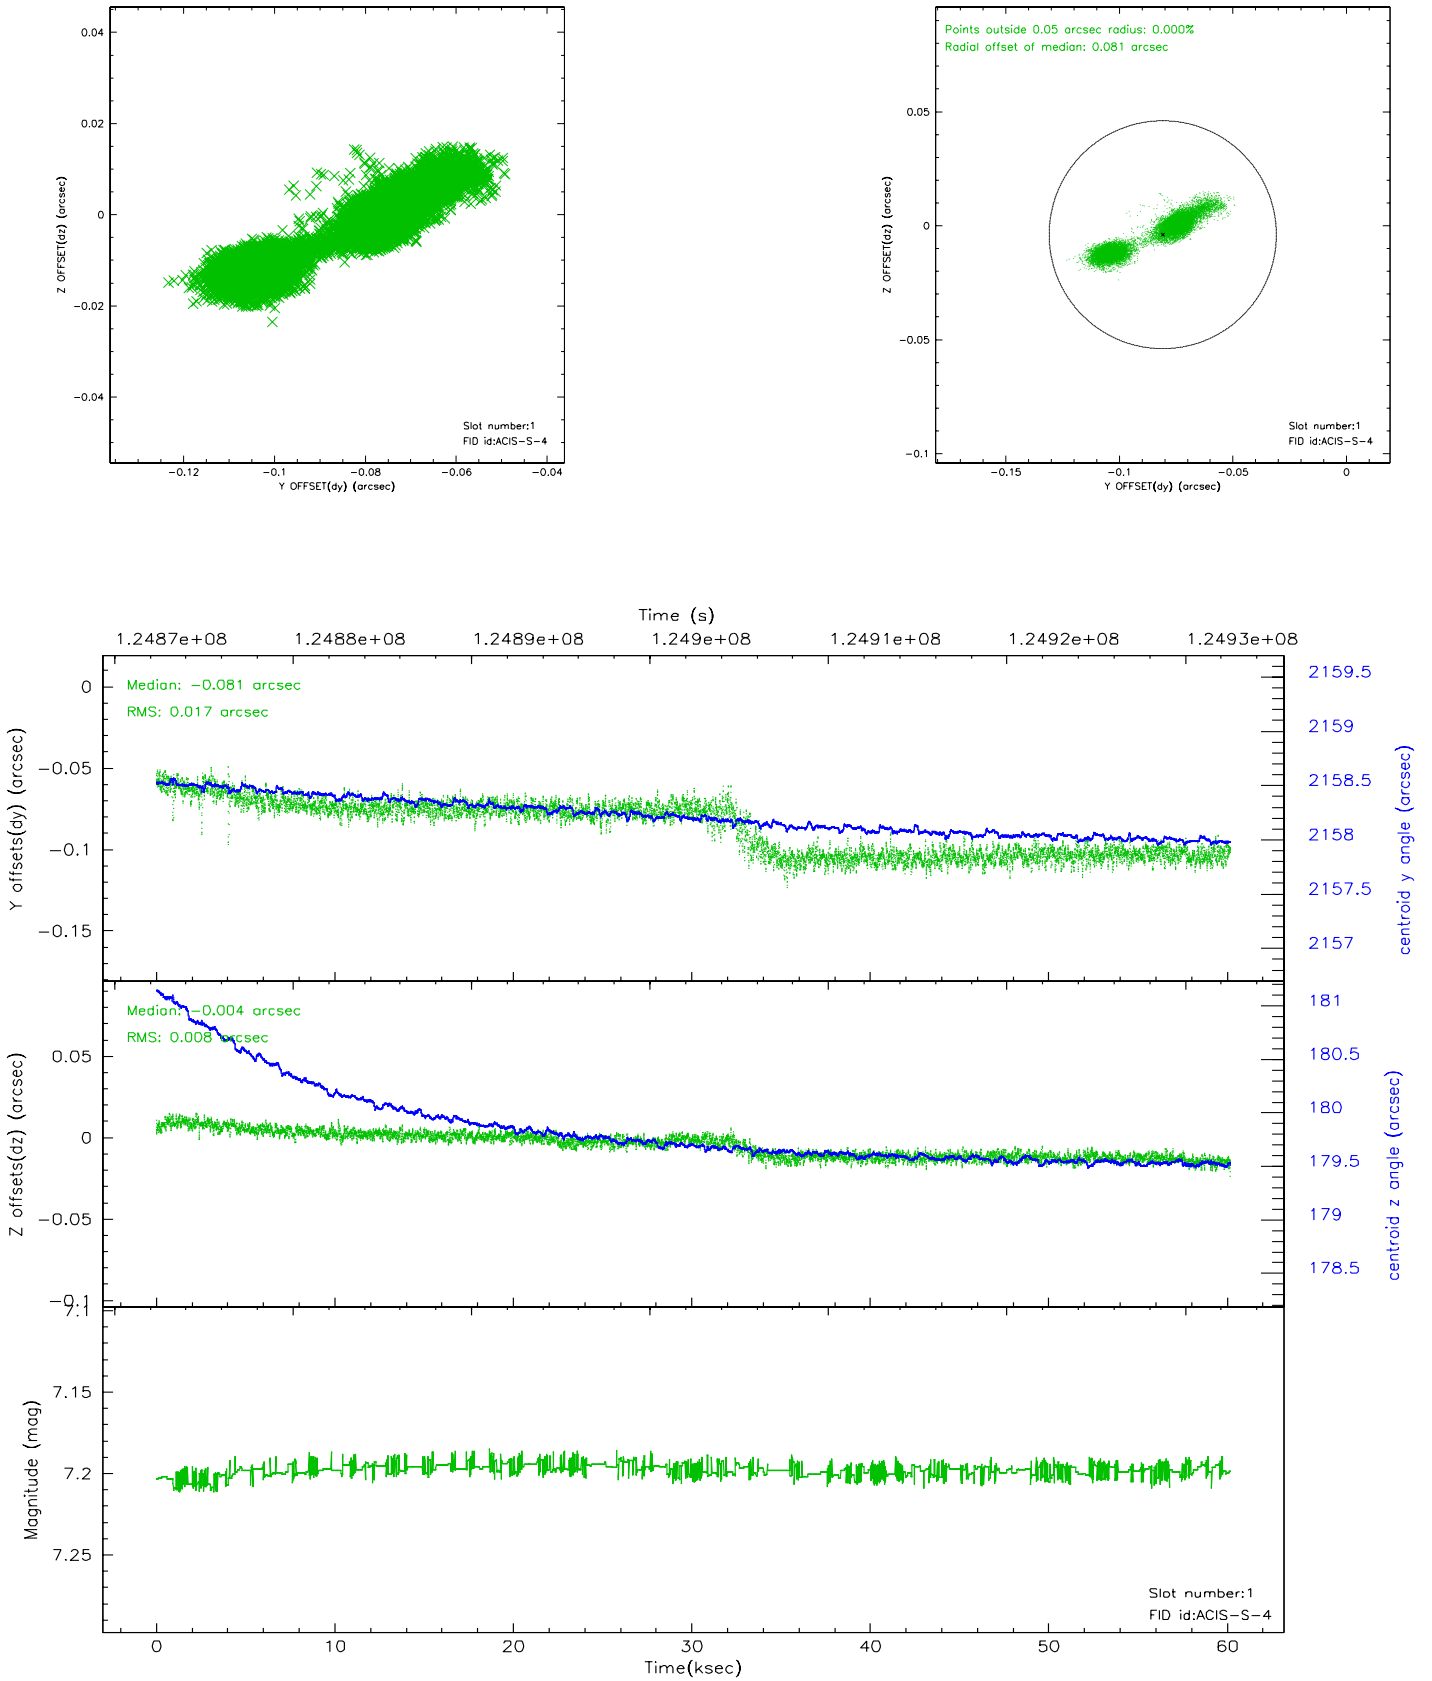 0.04
0.02
0
−0.02
−0.04
Z OFFSET(dz) (arcsec)
Slot number:1
FID id:ACIS−S−4
−0.12 −0.1 −0.08 −0.06 −0.04
Y OFFSET(dy) (arcsec)
Points outside 0.05 arcsec radius: 0.000%
Radial offset of median: 0.081 arcsec
0.05
0
−0.05
−0.1
Z OFFSET(dz) (arcsec)
Slot number:1
FID id:ACIS−S−4
−0.15 −0.1 −0.05 0
Y OFFSET(dy) (arcsec)
Time (s)
1.2487e+08 1.2488e+08 1.2489e+08 1.249e+08 1.2491e+08 1.2492e+08 1.2493e+08
Median: −0.081 arcsec
RMS: 0.017 arcsec
0
−0.05
−0.1
−0.15
Y offsets(dy) (arcsec)
2159.5
2159
2158.5
2158
2157.5
2157
centroid y angle (arcsec)
Median: −0.004 arcsec
RMS: 0.008 arcsec
0.05
0
−0.05
−0.1
Z offsets(dz) (arcsec)
181
180.5
180
179.5
179
178.5
centroid z angle (arcsec)
7.1
7.15
7.2
7.25
Magnitude (mag)
Slot number:1
FID id:ACIS−S−4
0 10 20 30 40 50 60
Time(ksec)